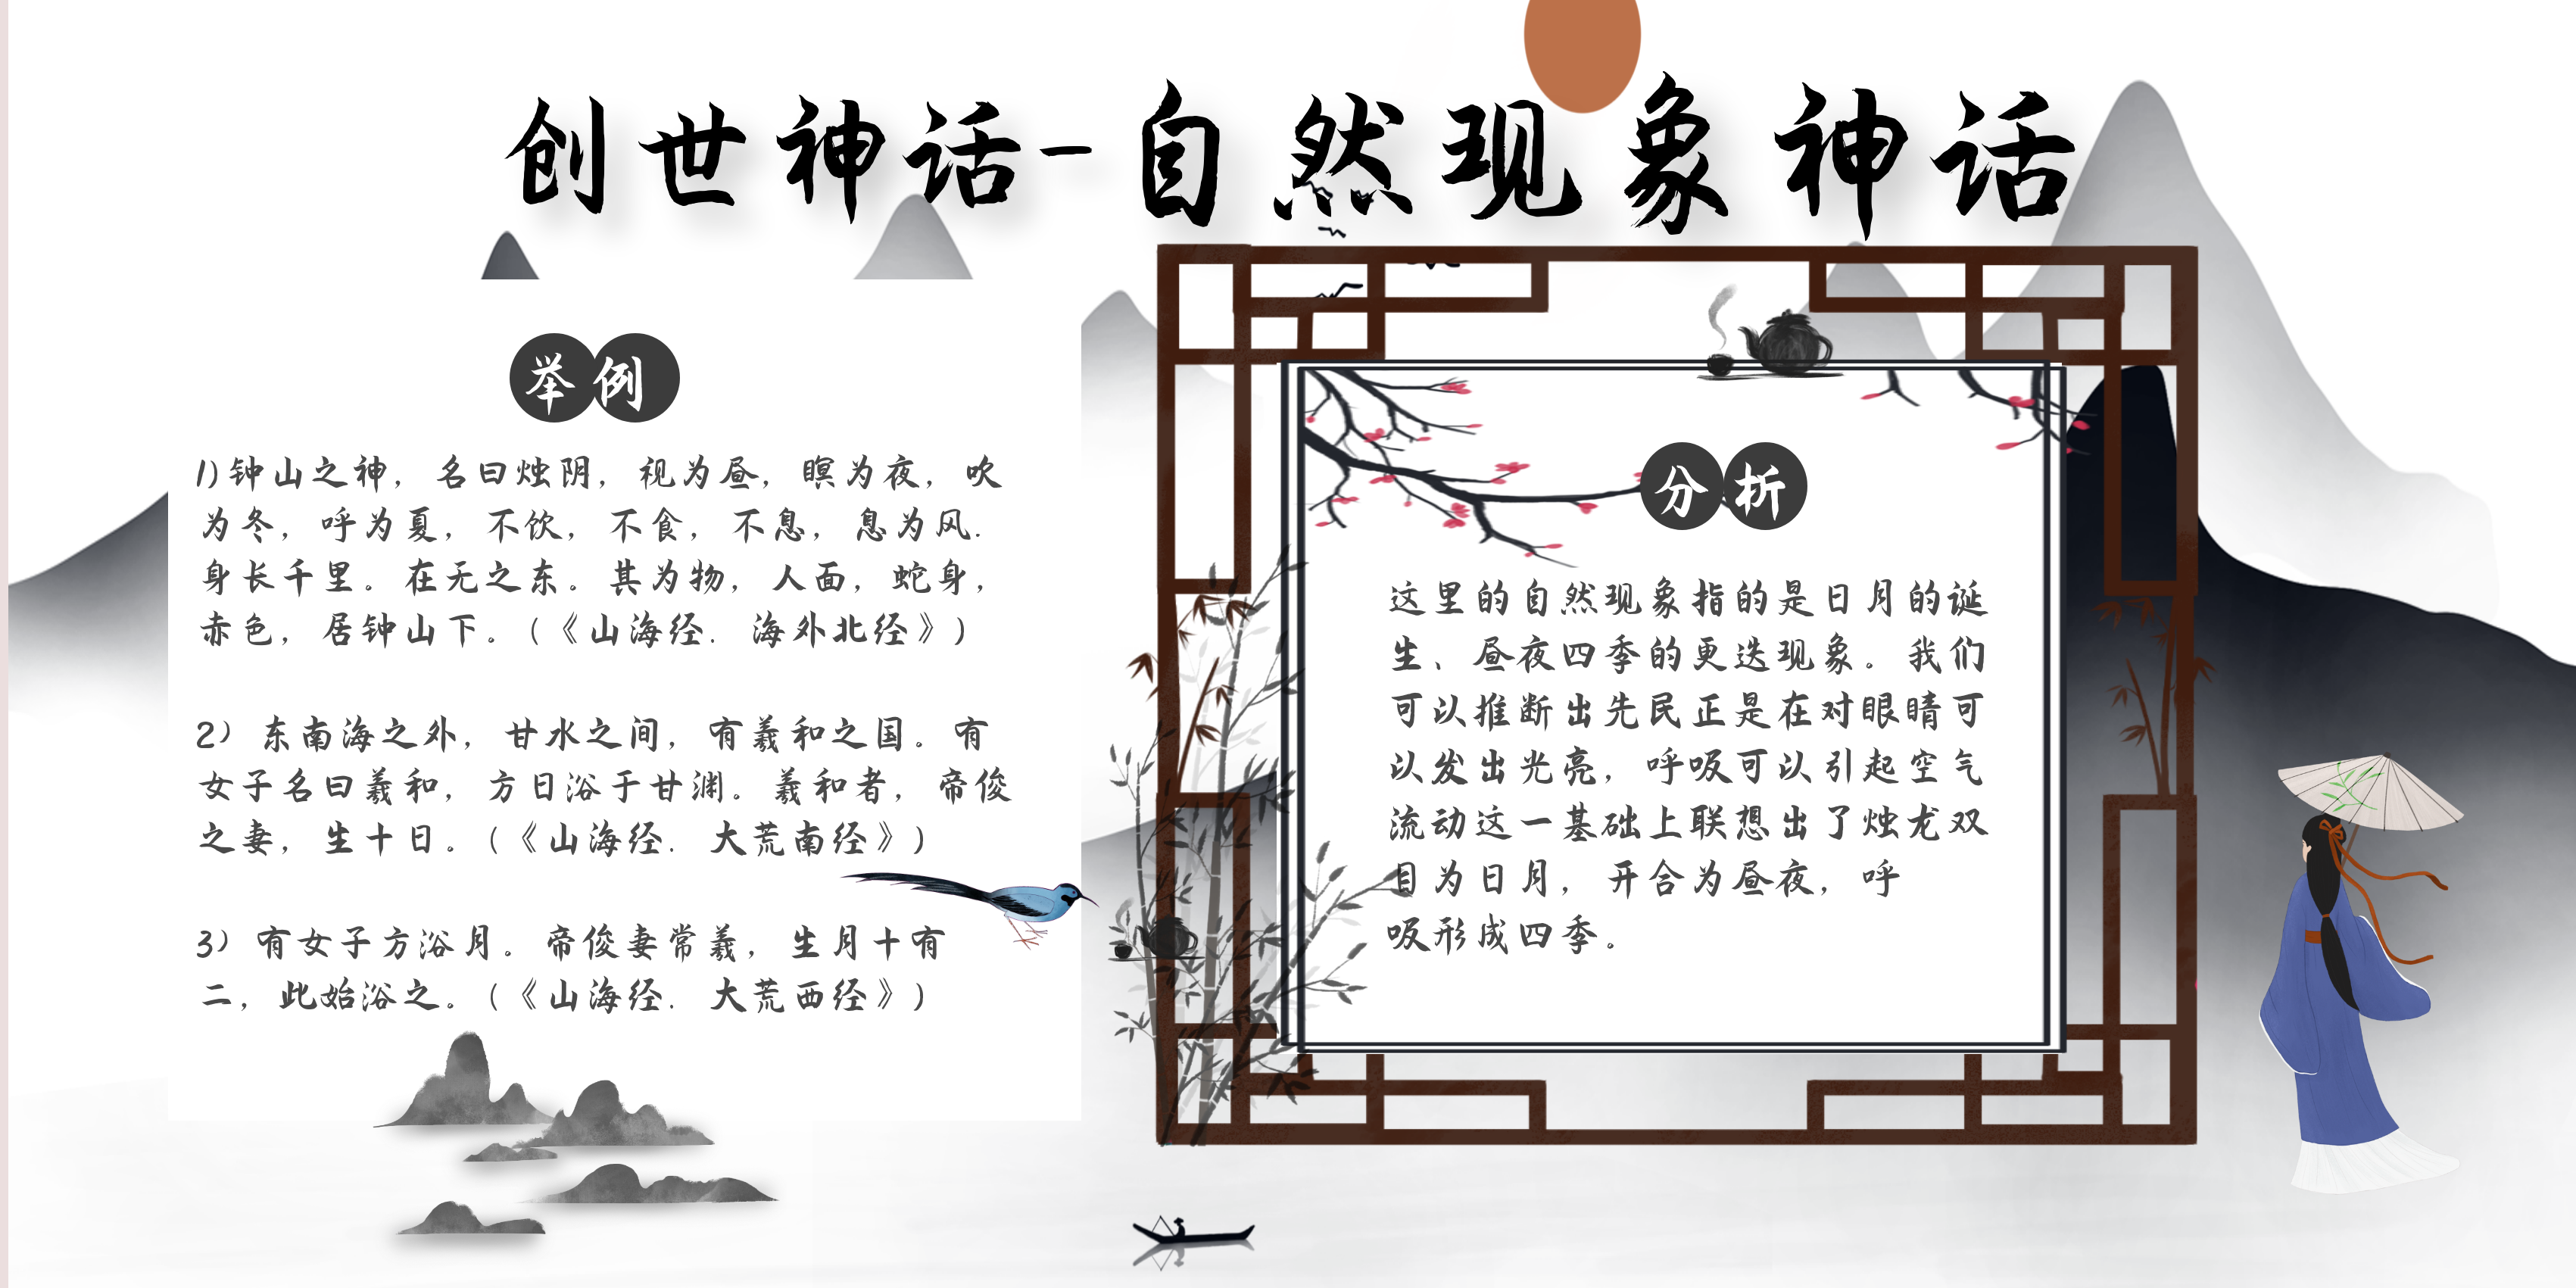 创世神话-自然现象神话
举例
1)钟山之神，名曰烛阴，视为昼，瞑为夜，吹
为冬，呼为夏，不饮，不食，不息，息为风.
身长千里。在无之东。其为物，人面，蛇身，
赤色，居钟山下。(《山海经. 海外北经》)
2）东南海之外，甘水之间，有羲和之国。有
女子名曰羲和，方日浴于甘渊。羲和者，帝俊
之妻，生十日。(《山海经. 大荒南经》)
3）有女子方浴月。帝俊妻常羲，生月十有
二，此始浴之。(《山海经. 大荒西经》)
分析
这里的自然现象指的是日月的诞
生、昼夜四季的更迭现象。我们
可以推断出先民正是在对眼睛可
以发出光亮，呼吸可以引起空气
流动这一基础上联想出了烛龙双
目为日月，开合为昼夜，呼
吸形成四季。